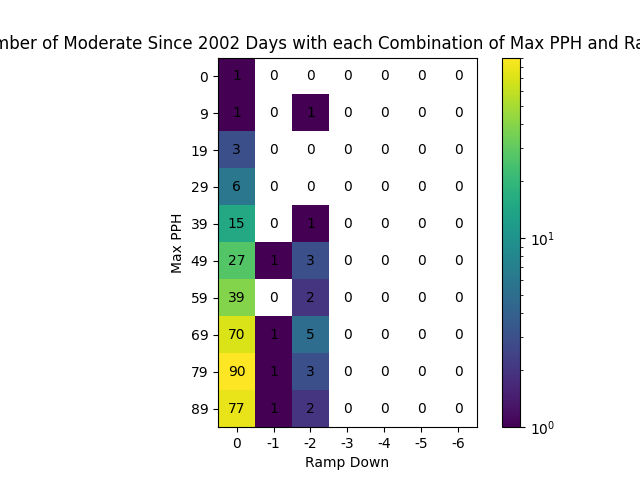 mber of Moderate Since 2002 Days with each Combination of Max PPH and Ra
0 1 0 0 0 0 0 0
9 1 0 1 0 0 0 0
19 3 0 0 0 0 0 0
29 6 0 0 0 0 0 0
39 15 0 1 0 0 0 0
49 27 1 3 0 0 0 0
59 39 0 2 0 0 0 0
69 70 1 5 0 0 0 0
79 90 1 3 0 0 0 0
89 77 1 2 0 0 0 0
0 -1 -2 -3 -4 -5 -6
Ramp Down
Max PPH
10¹
10⁰